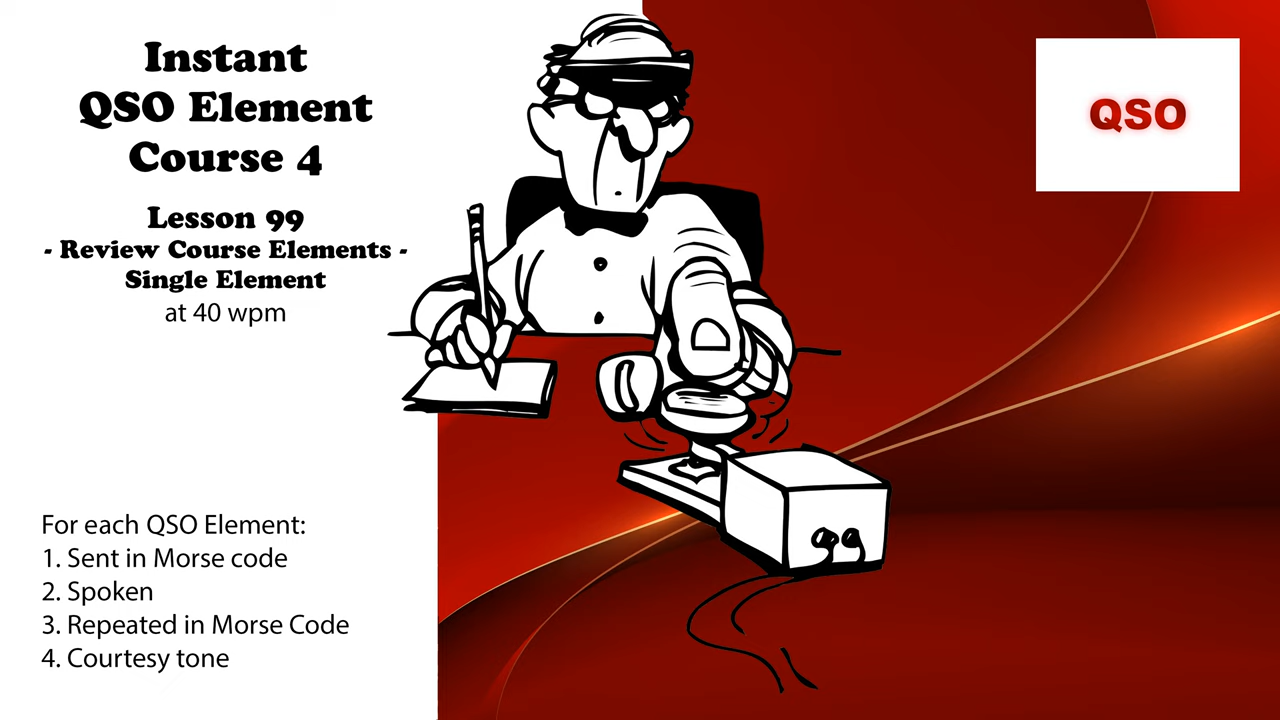 Instant
QSO Element
Course 4
Lesson 99
- Review Course Elements -
Single Element
at 40 wpm
QSO
For each QSO Element:
1. Sent in Morse code
2. Spoken
3. Repeated in Morse Code
4. Courtesy tone